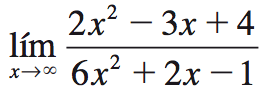 lím 2x² − 3x + 4 / 6x² + 2x − 1
x→∞